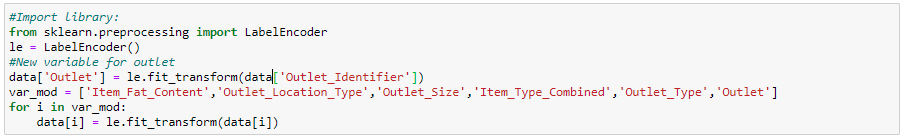 #Import library:
from sklearn.preprocessing import LabelEncoder
le = LabelEncoder()
#New variable for outlet
data['Outlet'] = le.fit_transform(data['Outlet_Identifier'])
var_mod = ['Item_Fat_Content','Outlet_Location_Type','Outlet_Size','Item_Type_Combined','Outlet_Type','Outlet']
for i in var_mod:
    data[i] = le.fit_transform(data[i])